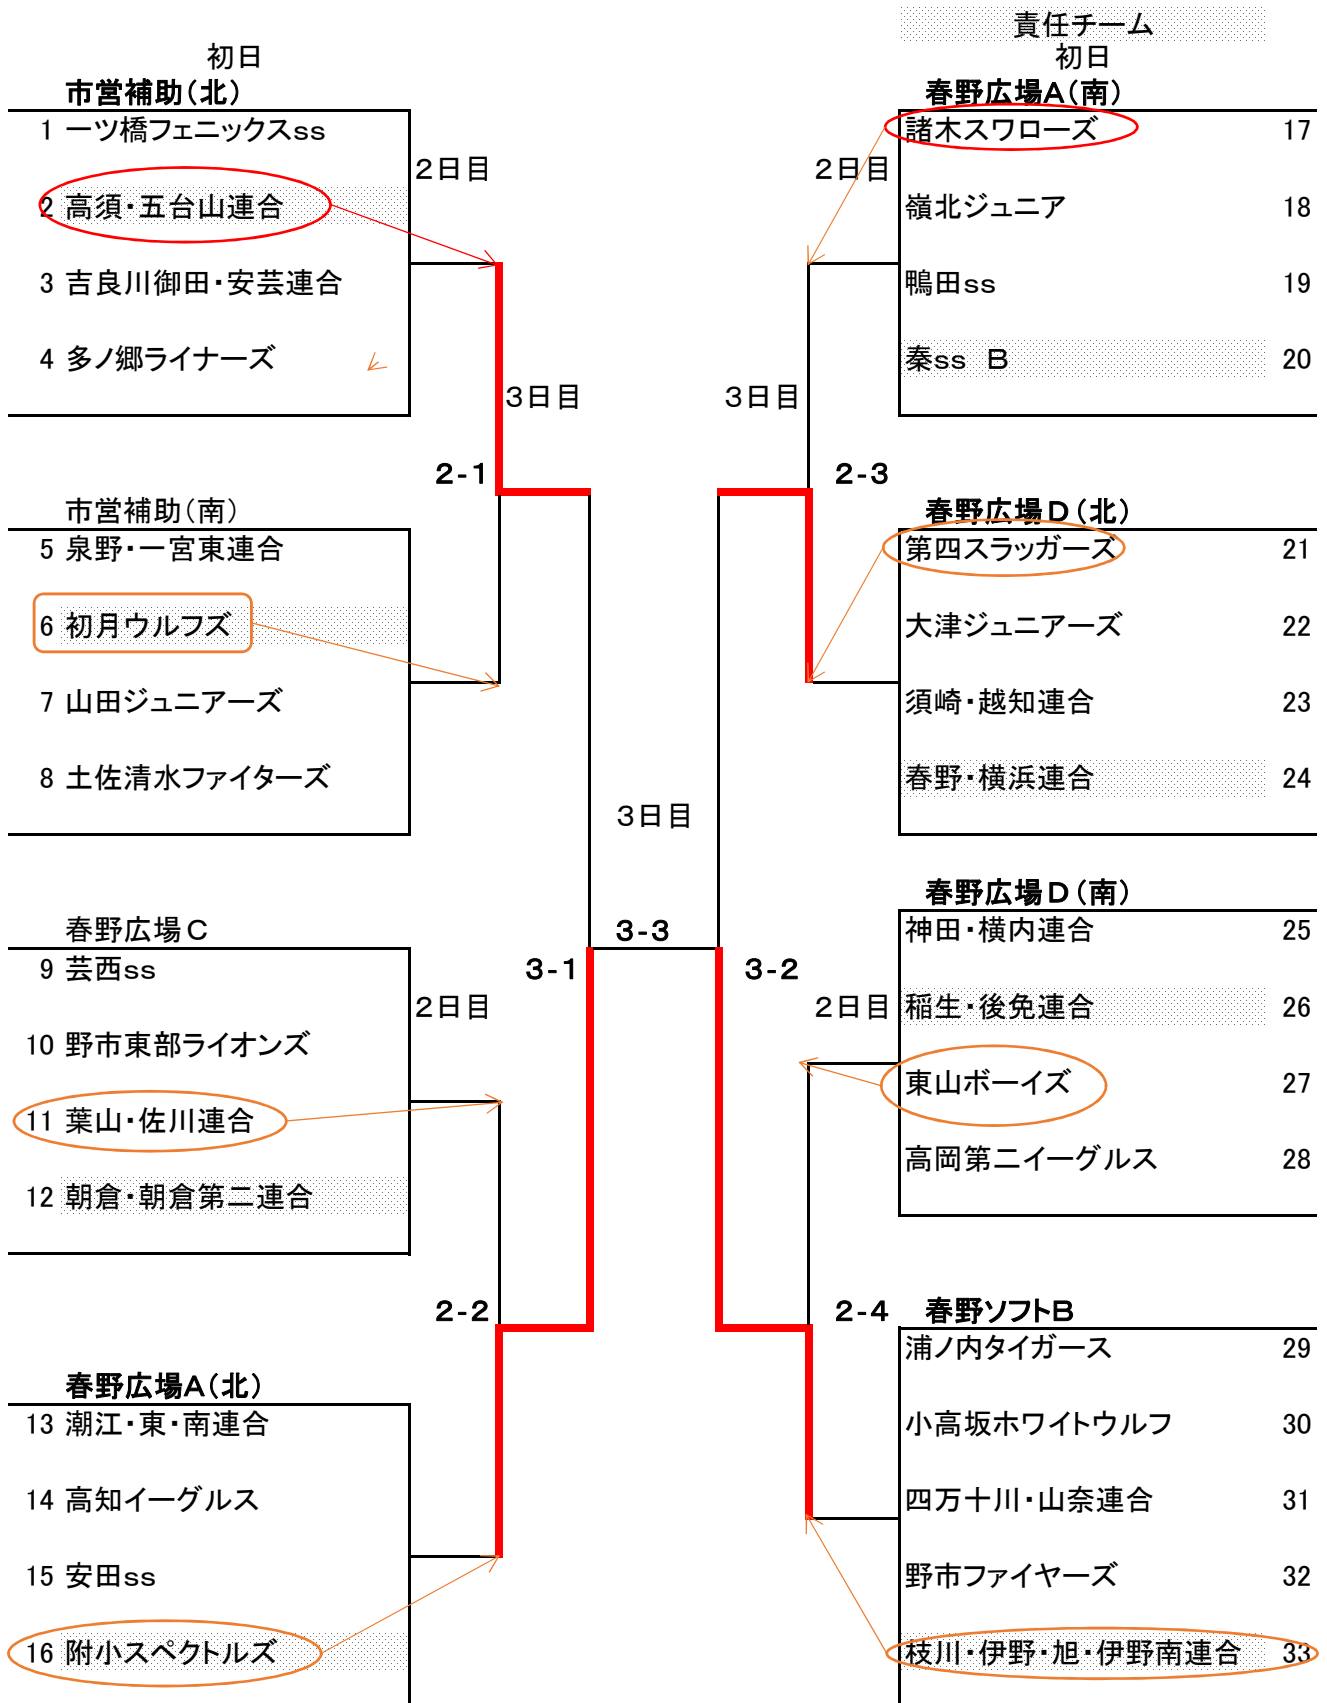 責任チーム
初日
初日
市営補助(北)
春野広場A(南)
1 一ツ橋フェニックスss
諸木スワローズ 17
2日目
2日目
2 高須・五台山連合
嶺北ジュニア 18
3 吉良川御田・安芸連合
鴨田ss 19
4 多ノ郷ライナーズ
秦ss B 20
3日目
3日目
2-1
2-3
市営補助(南)
春野広場D(北)
5 泉野・一宮東連合
第四スラッガーズ 21
6 初月ウルフズ
大津ジュニアーズ 22
7 山田ジュニアーズ
須崎・越知連合 23
8 土佐清水ファイターズ
春野・横浜連合 24
3日目
春野広場D(南)
春野広場C
3-3
神田・横内連合 25
9 芸西ss
3-1
3-2
2日目
2日目
稲生・後免連合 26
10 野市東部ライオンズ
東山ボーイズ 27
11 葉山・佐川連合
高岡第二イーグルス 28
12 朝倉・朝倉第二連合
2-2
2-4
春野ソフトB
浦ノ内タイガース 29
春野広場A(北)
13 潮江・東・南連合
小高坂ホワイトウルフ 30
14 高知イーグルス
四万十川・山奈連合 31
15 安田ss
野市ファイヤーズ 32
16 附小スペクトルズ
枝川・伊野・旭・伊野南連合 33